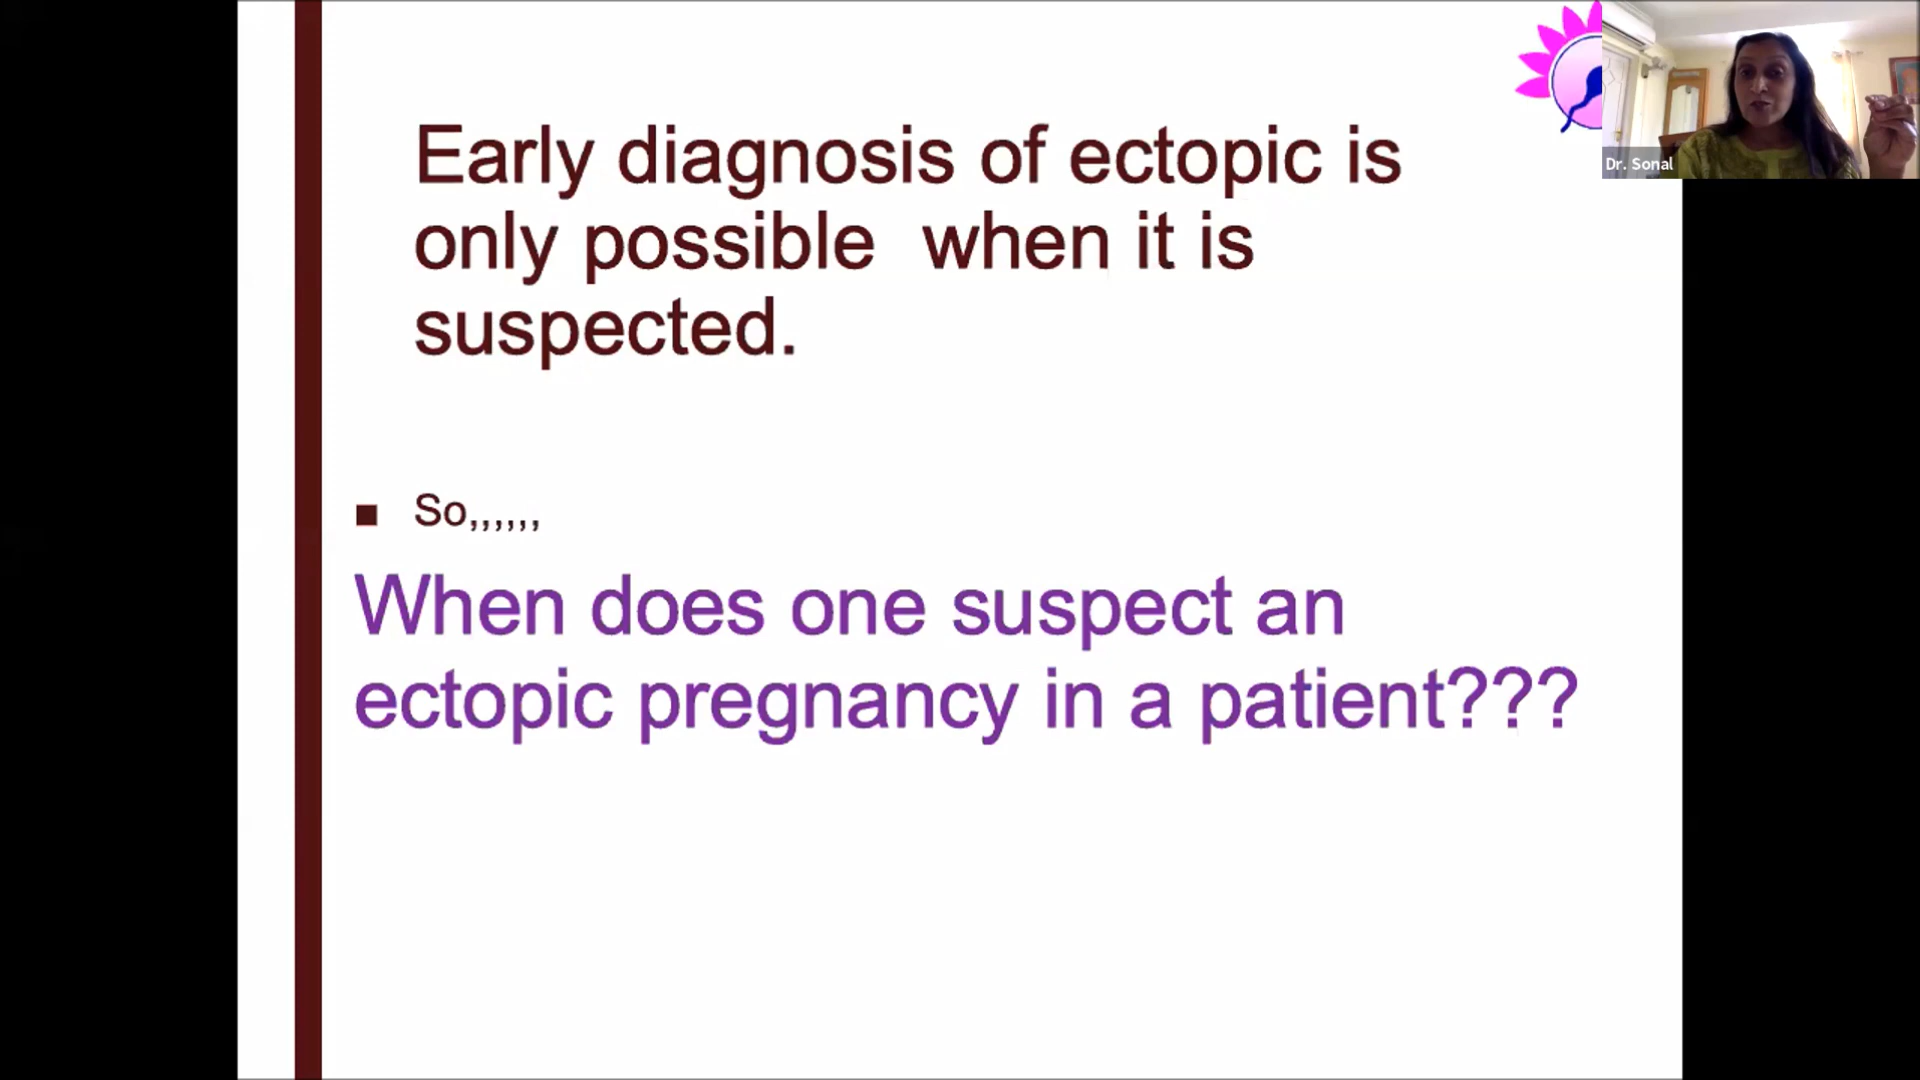 Early diagnosis of ectopic is
only possible when it is
suspected.
So,,,,,,
When does one suspect an
ectopic pregnancy in a patient???
Dr. Sonal